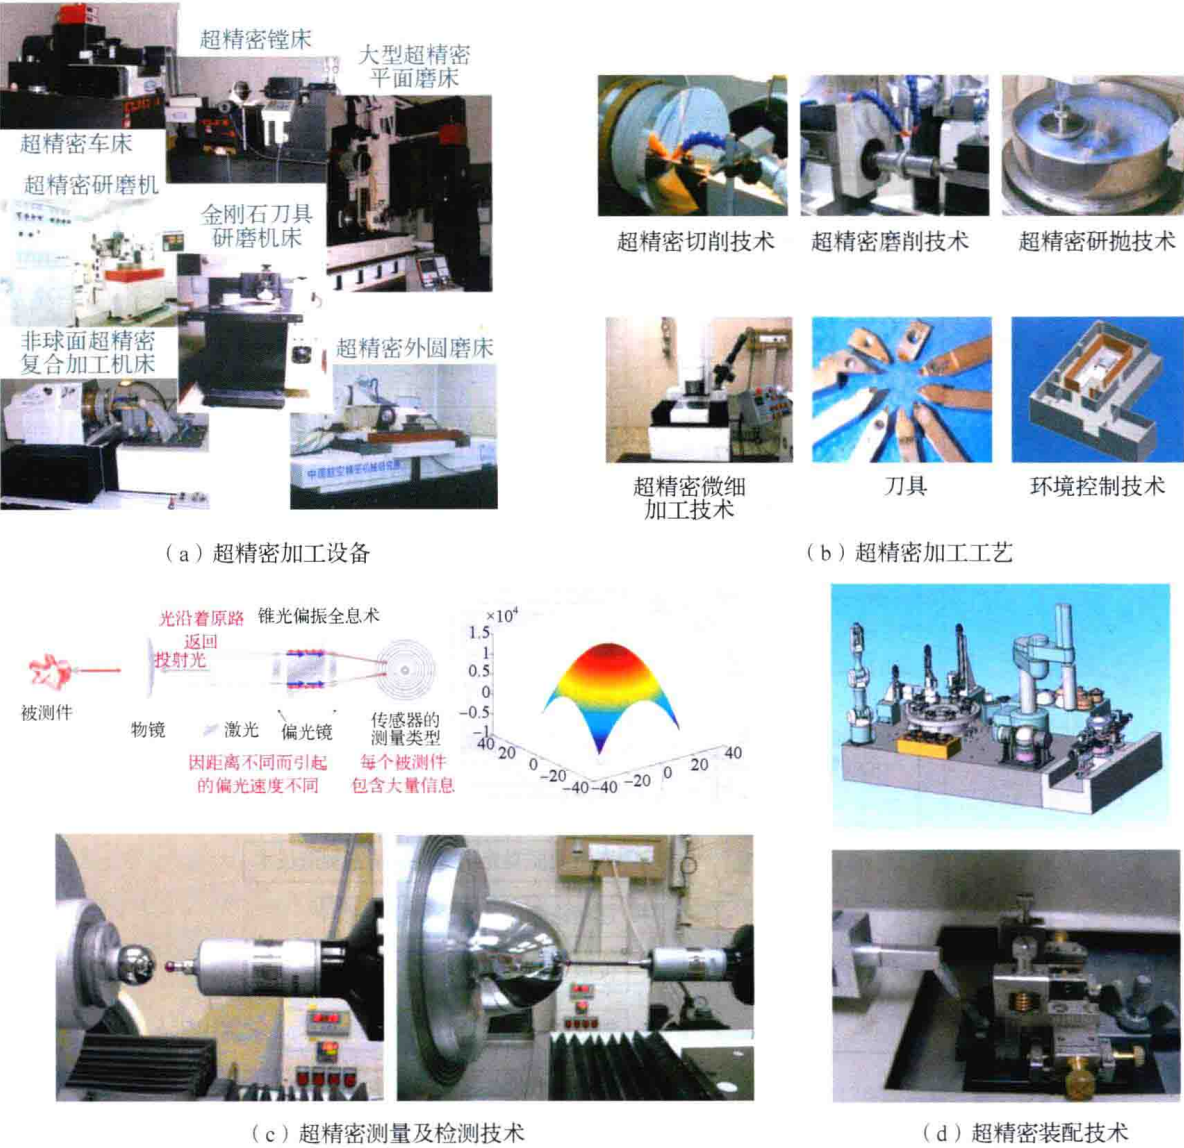 超精密镗床
大型超精密
平面磨床
超精密车床
超精密研磨机
金刚石刀具
研磨机床
非球面超精密
复合加工机床
超精密外圆磨床
(a)超精密加工设备
超精密切削技术
超精密磨削技术
超精密研抛技术
超精密微细
加工技术
刀具
环境控制技术
(b)超精密加工工艺
光沿着原路
返回
投射光
锥光偏振全息术
被测件
物镜
激光
偏光镜
传感器的
测量类型
因距离不同而引起
的偏光速度不同
每个被测件
包含大量信息
×10⁴
1.5
1
0.5
0
−0.5
−1
40
20
0
−20
−40
−40
−20
0
20
40
(c)超精密测量及检测技术
(d)超精密装配技术